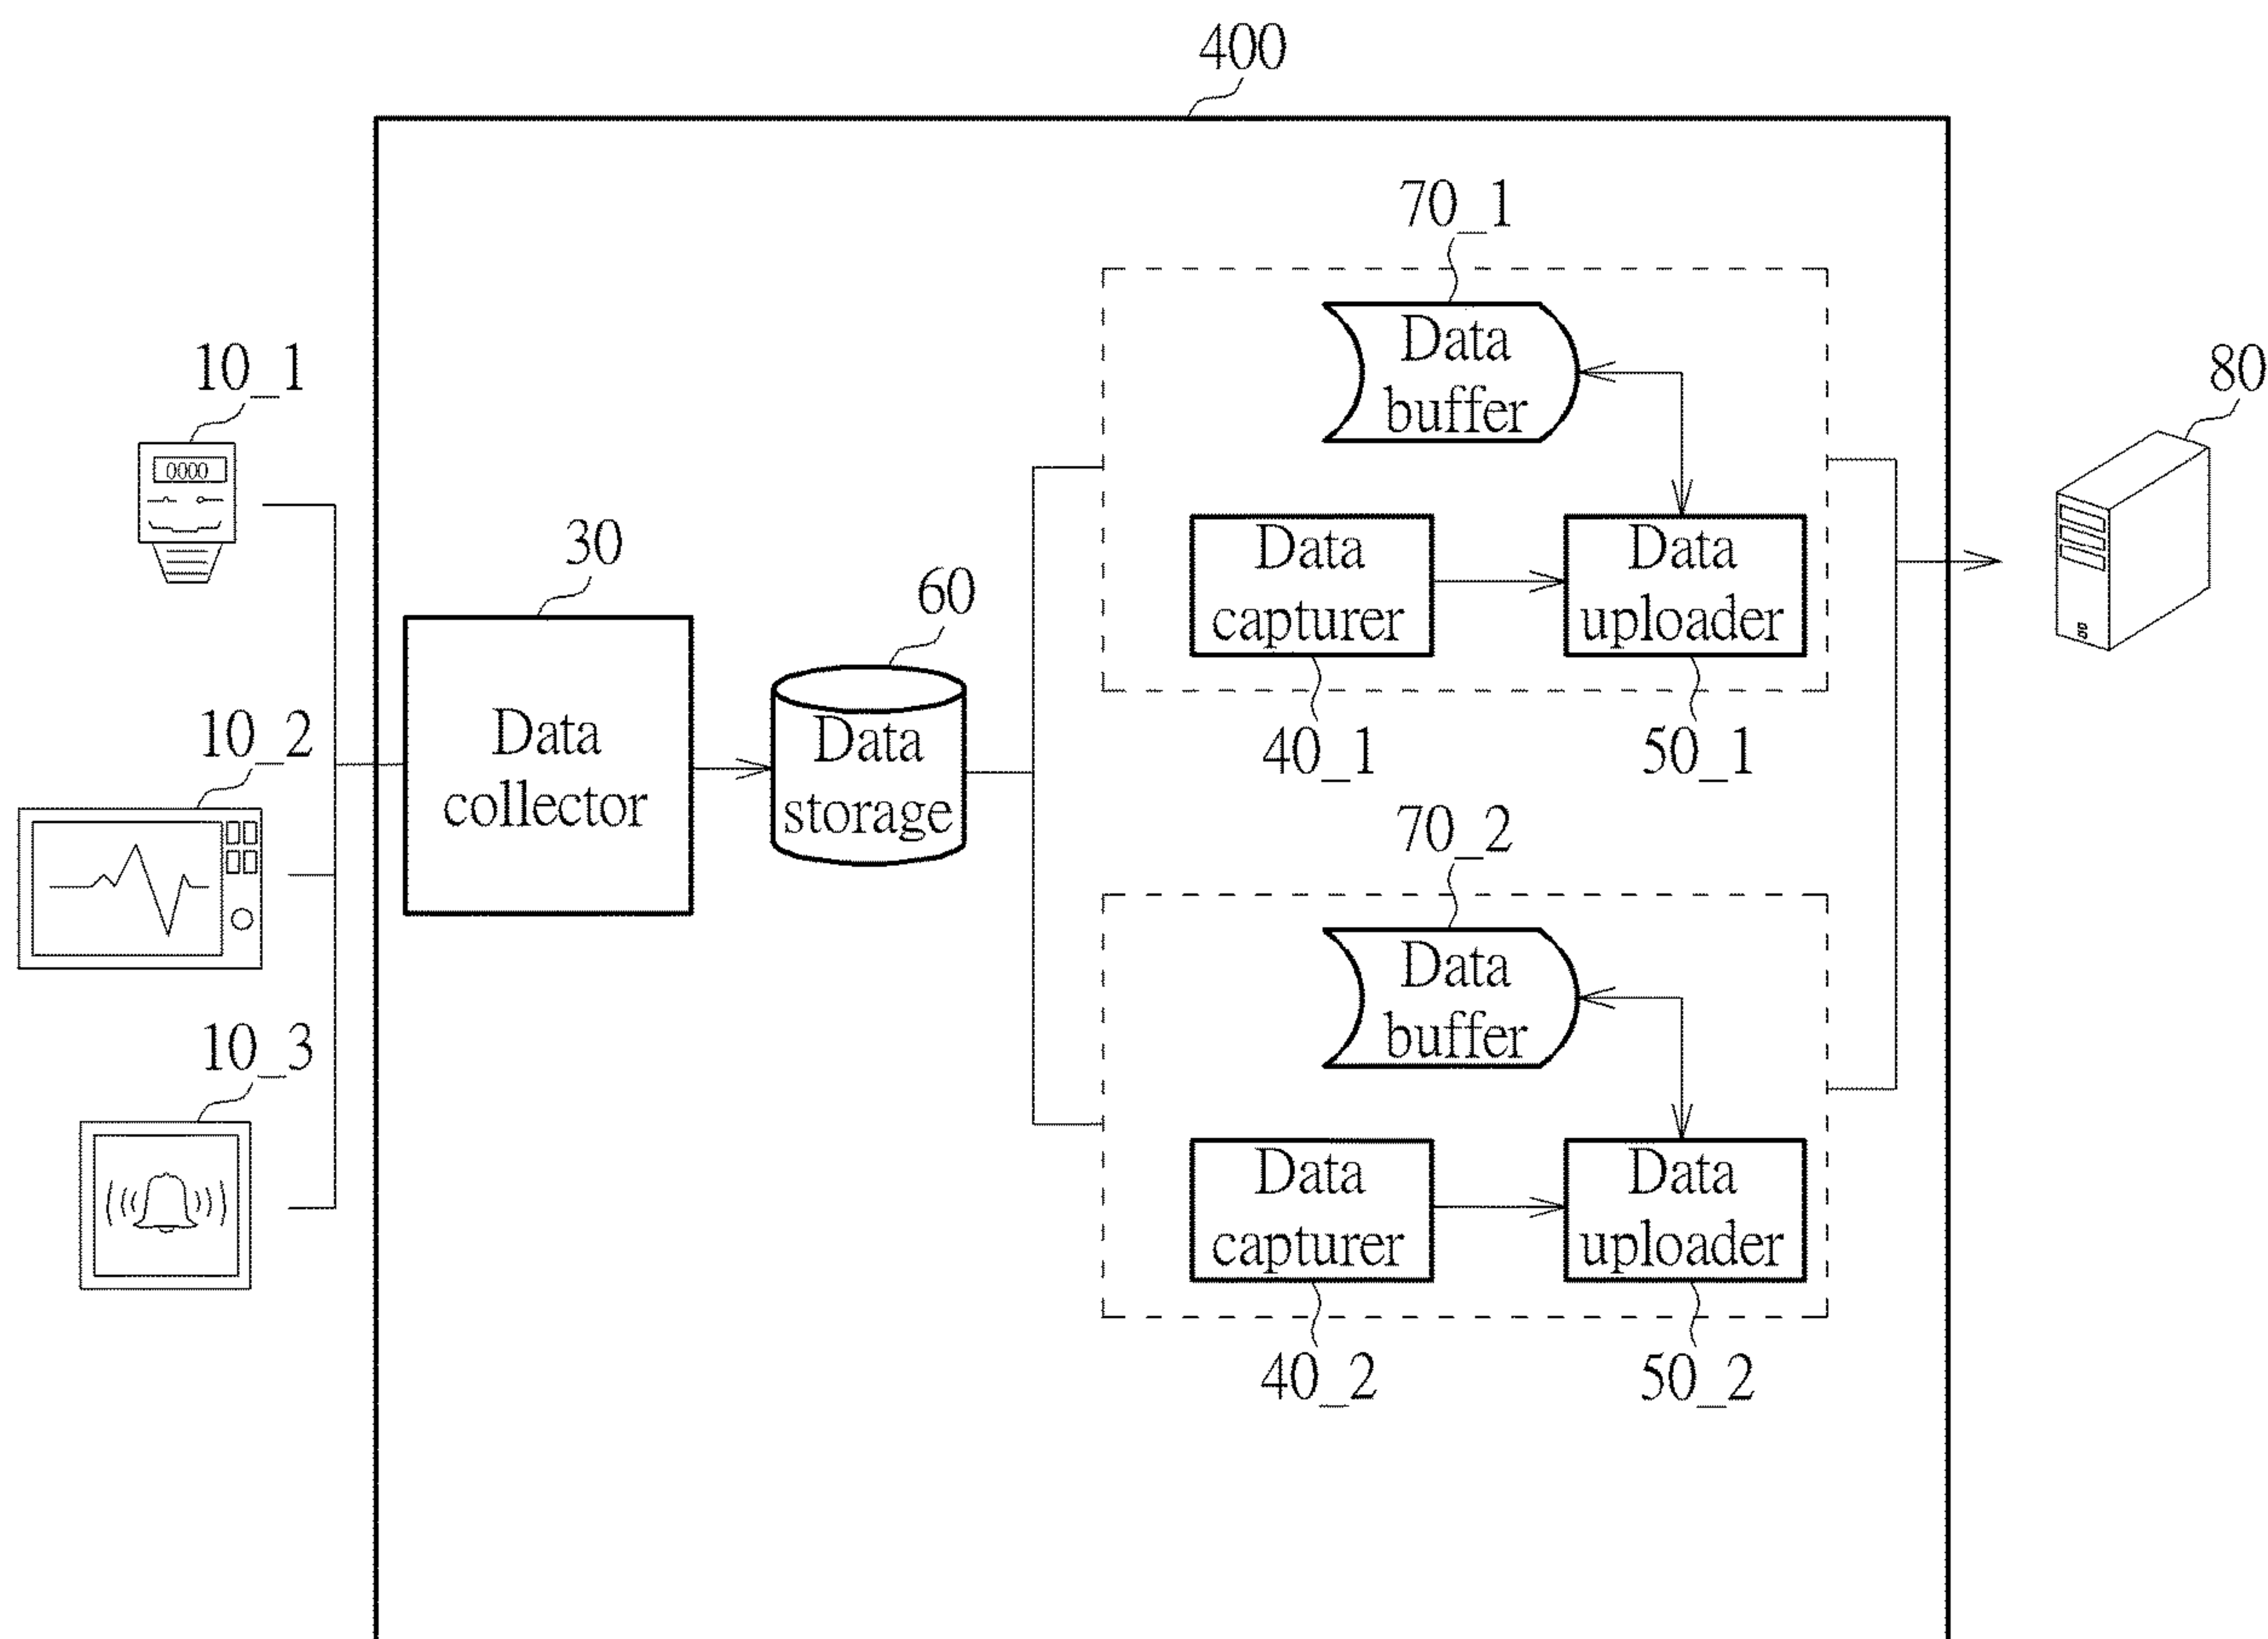 400
70_1
Data
buffer
10_1
0000
80
30
Data
capturer
Data
uploader
60
40_1
50_1
10_2
Data
collector
Data
storage
70_2
Data
buffer
10_3
Data
capturer
Data
uploader
40_2
50_2